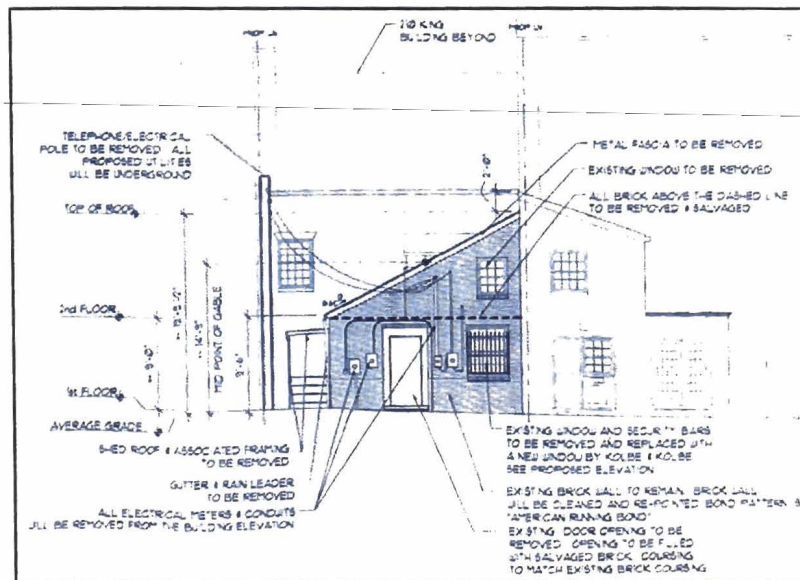 PROP LN
210 KING
BUILDING BEYOND
PROP LN
TELEPHONE/ELECTRICAL
POLE TO BE REMOVED ALL
PROPOSED UTILITIES
WILL BE UNDERGROUND
METAL FASCIA TO BE REMOVED
EXISTING WINDOW TO BE REMOVED
ALL BRICK ABOVE THE DASHED LINE
TO BE REMOVED & SALVAGED
TOP OF ROOF
2nd FLOOR
1st FLOOR
AVERAGE GRADE
MID POINT OF GABLE
SHED ROOF & ASSOCIATED FRAMING
TO BE REMOVED
GUTTER & RAIN LEADER
TO BE REMOVED
ALL ELECTRICAL METERS & CONDUITS
WILL BE REMOVED FROM THE BUILDING ELEVATION
EXISTING WINDOW AND SECURITY BARS
TO BE REMOVED AND REPLACED WITH
A NEW WINDOW BY KOLBE & KOLBE
SEE PROPOSED ELEVATION
EXISTING BRICK WALL TO REMAIN. BRICK WALL
WILL BE CLEANED AND RE-POINTED BOND PATTERN IS
"AMERICAN RUNNING BOND"
EXISTING DOOR OPENING TO BE
REMOVED. OPENING TO BE FILLED
WITH SALVAGED BRICK. COURSING
TO MATCH EXISTING BRICK COURSING